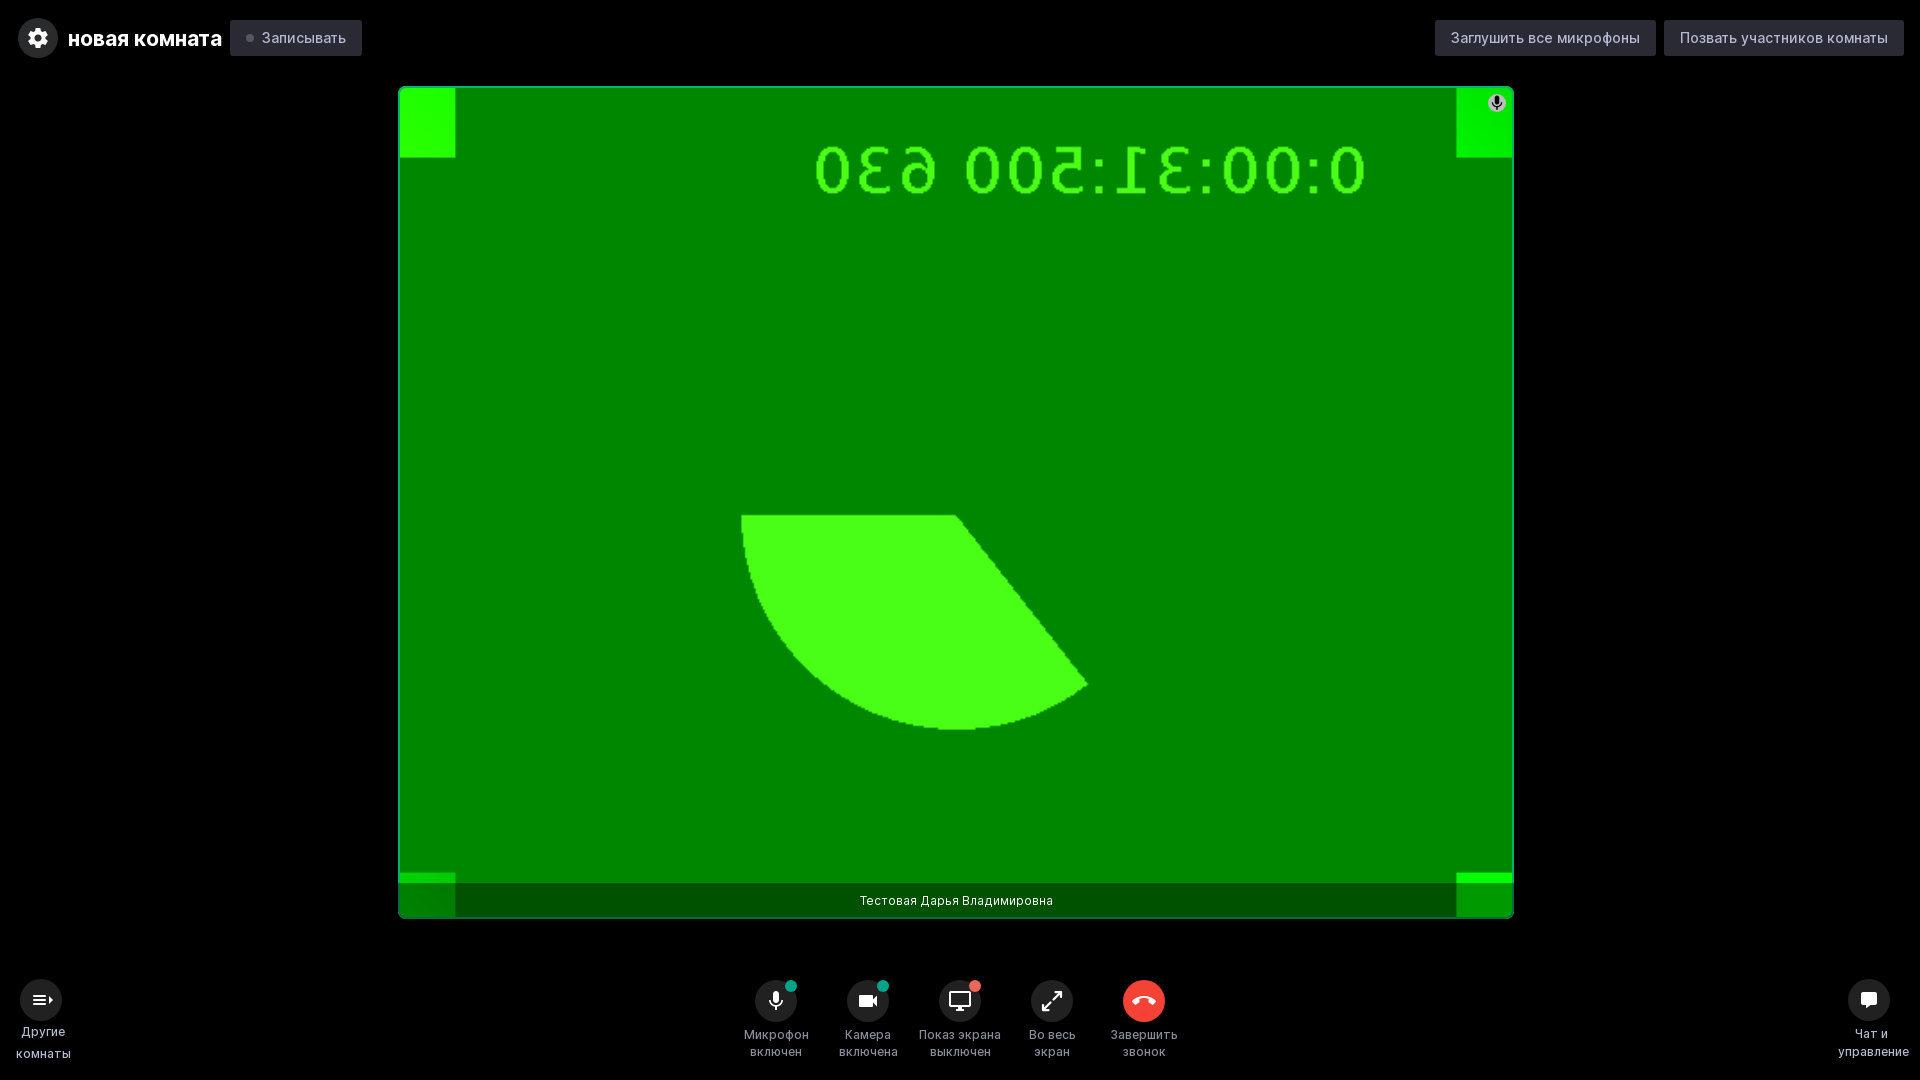 новая комната
Записывать
Заглушить все микрофоны
Позвать участников комнаты
0:00:31:500 630
Тестовая Дарья Владимировна
Другие
комнаты
Микрофон
включен
Камера
включена
Показ экрана
выключен
Во весь
экран
Завершить
звонок
Чат и
управление